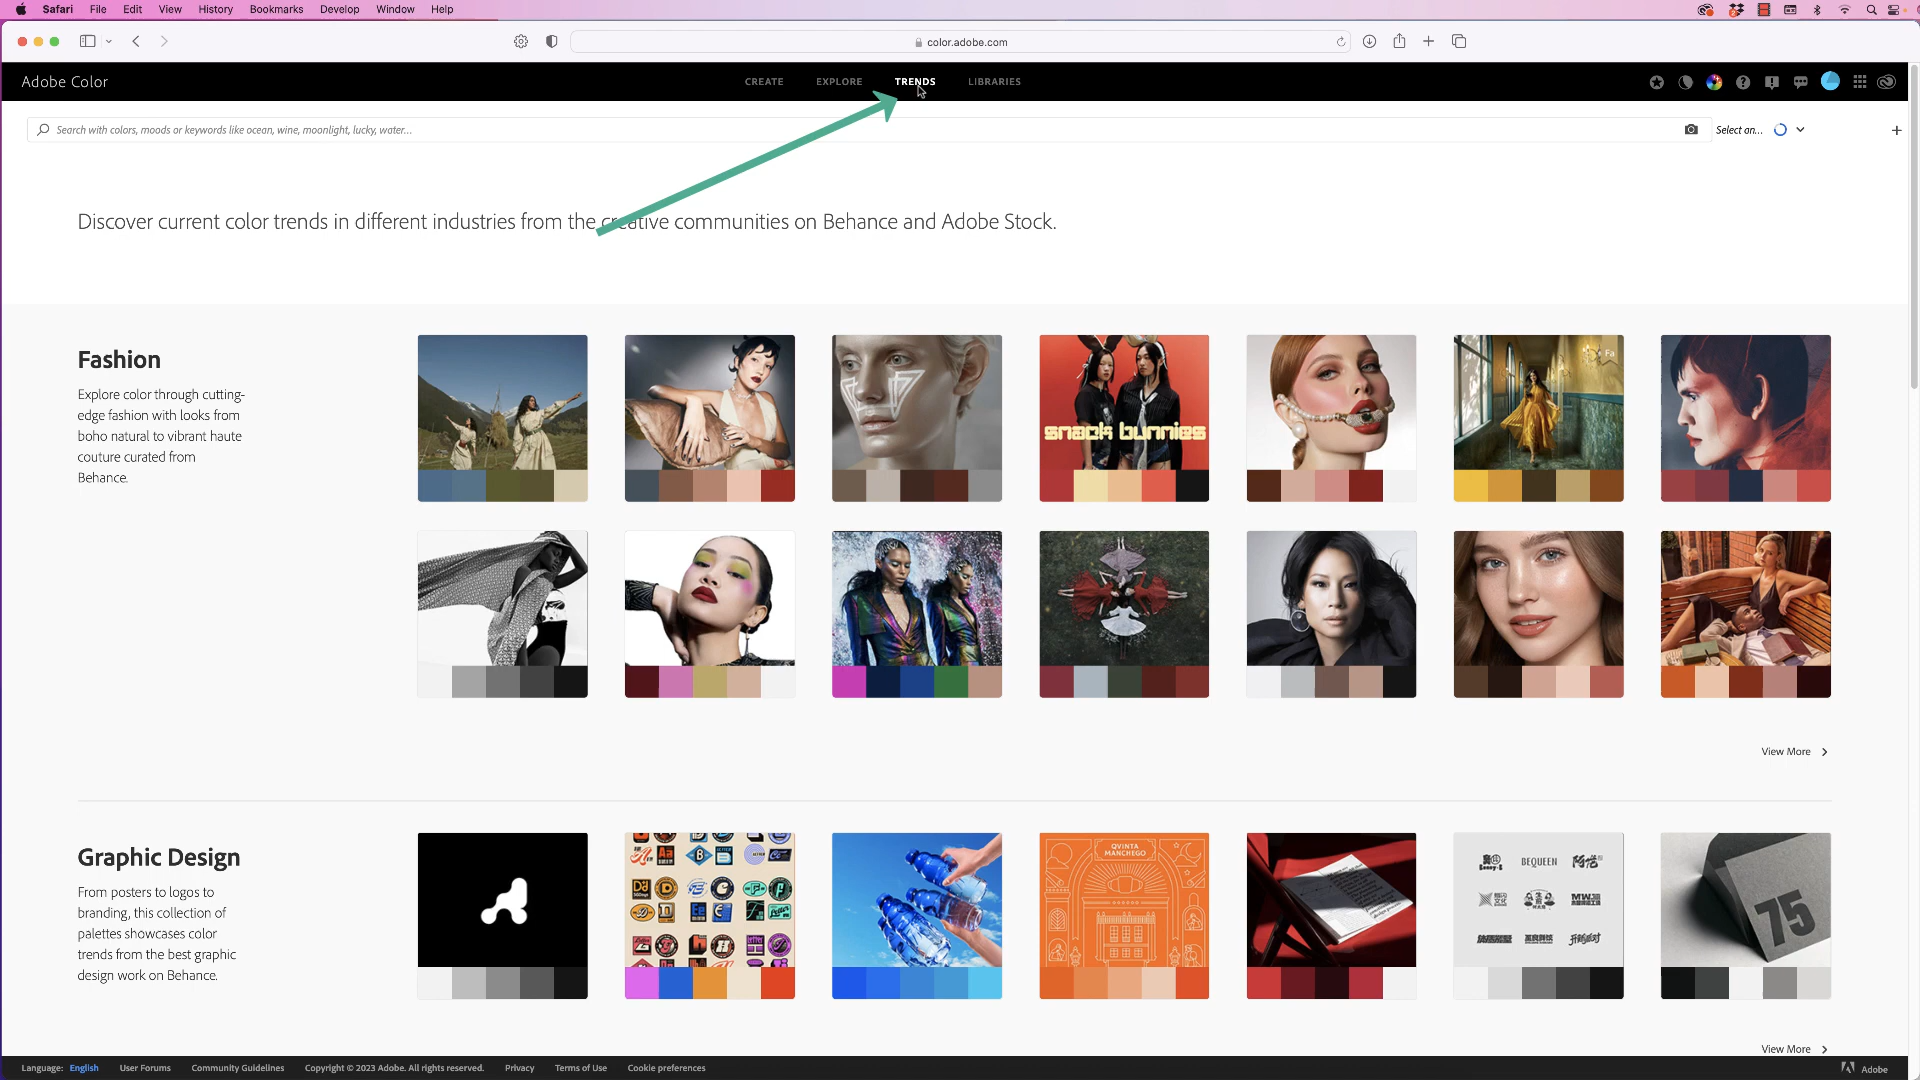 Safari File Edit View History Bookmarks Develop Window Help
color.adobe.com
Adobe Color CREATE EXPLORE TRENDS LIBRARIES
Search with colors, moods or keywords like ocean, wine, moonlight, lucky, water...
Select an...
Discover current color trends in different industries from the creative communities on Behance and Adobe Stock.
Fashion
Explore color through cutting-
edge fashion with looks from
boho natural to vibrant haute
couture curated from
Behance.
snack bunnies
Fa
View More
Graphic Design
From posters to logos to
branding, this collection of
palettes showcases color
trends from the best graphic
design work on Behance.
QVINTA
MANCHEGO
BEQUEEN
75
View More
Language: English User Forums Community Guidelines Copyright © 2023 Adobe. All rights reserved. Privacy Terms of Use Cookie preferences Adobe